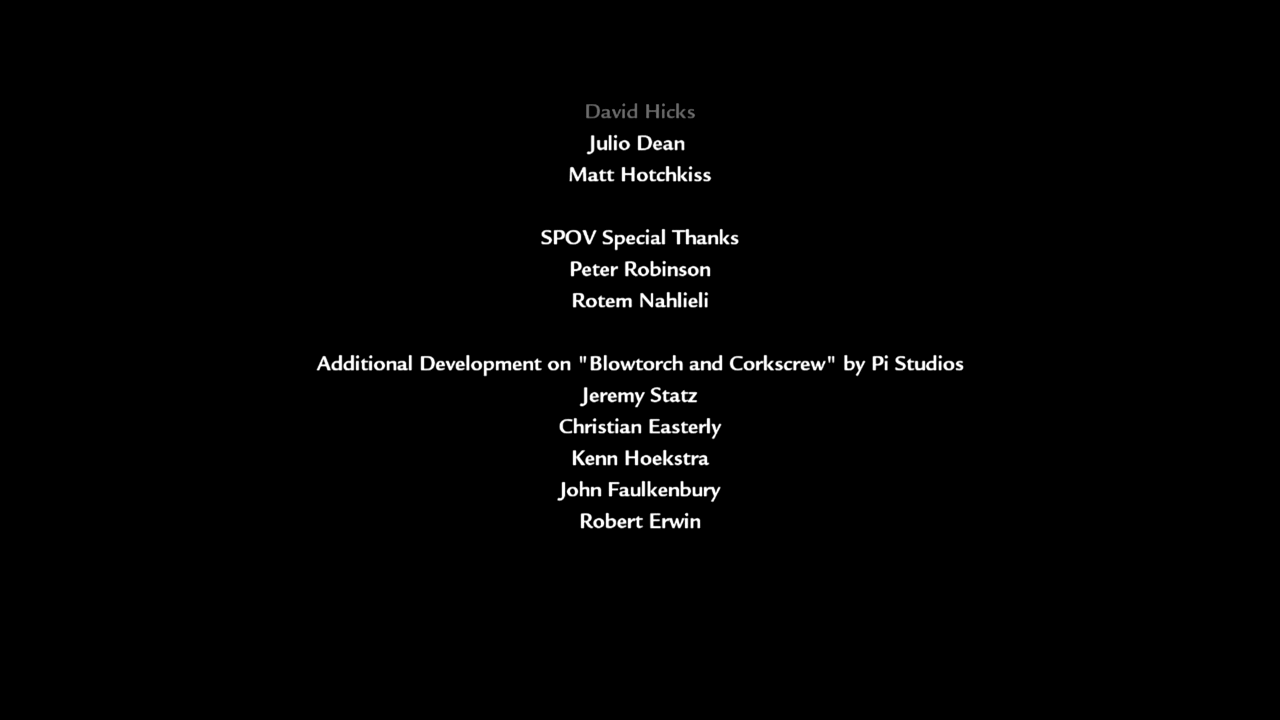 David Hicks
Julio Dean
Matt Hotchkiss
SPOV Special Thanks
Peter Robinson
Rotem Nahlieli
Additional Development on "Blowtorch and Corkscrew" by Pi Studios
Jeremy Statz
Christian Easterly
Kenn Hoekstra
John Faulkenbury
Robert Erwin